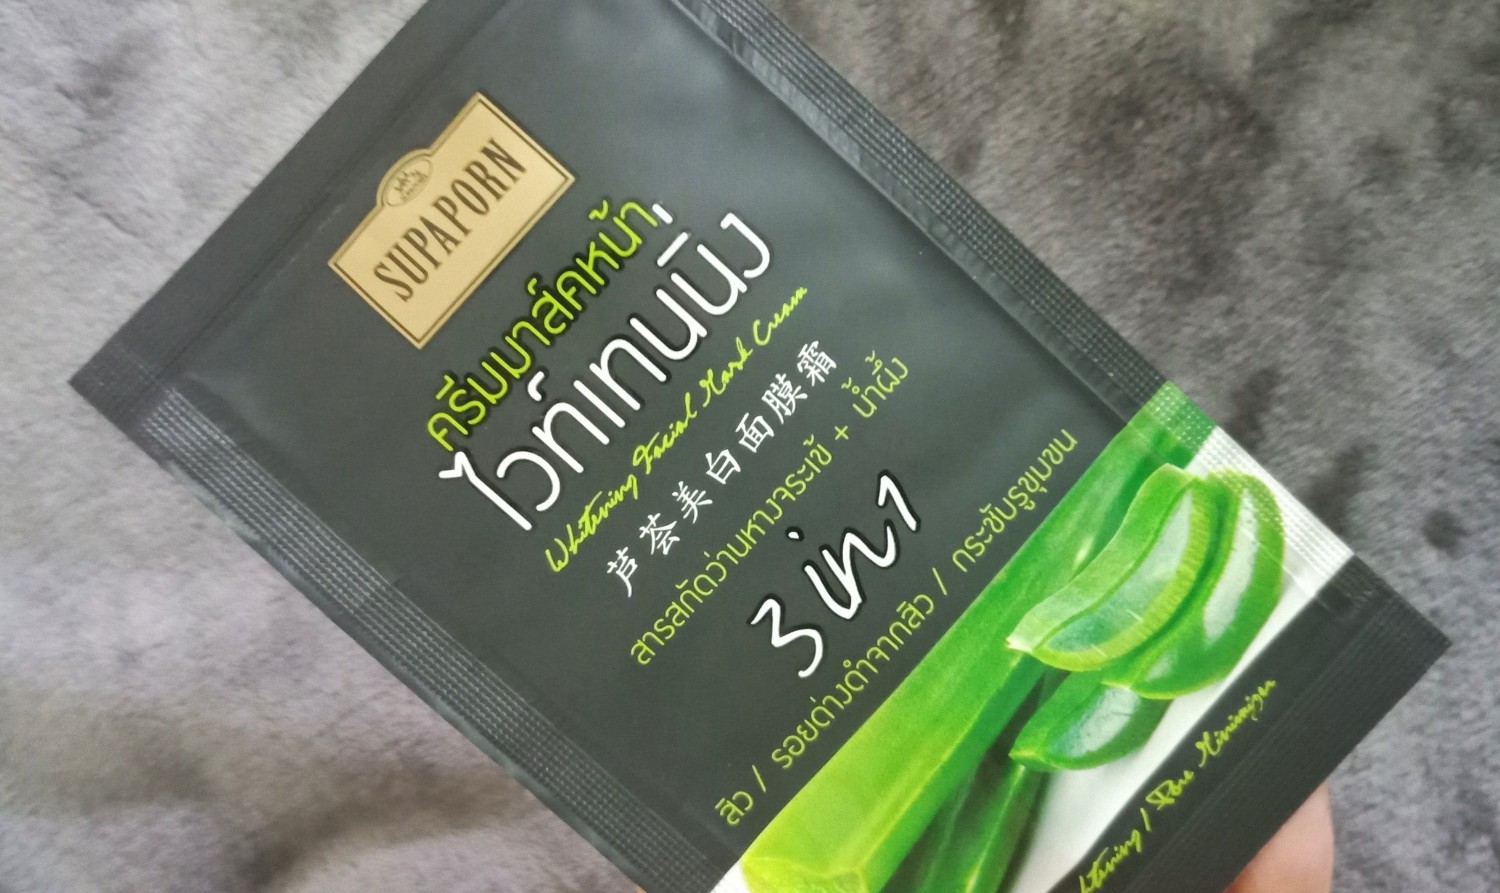 SUPAPORN
ครีมมาส์คหน้า
ไวท์เทนนิ่ง
Whitening Facial Mask Cream
芦荟美白面膜霜
สารสกัดว่านหางจระเข้ + น้ำผึ้ง
3 in 1
สิว / รอยด่างดำจากสิว / กระชับรูขุมขน
/ Pore Minimizer